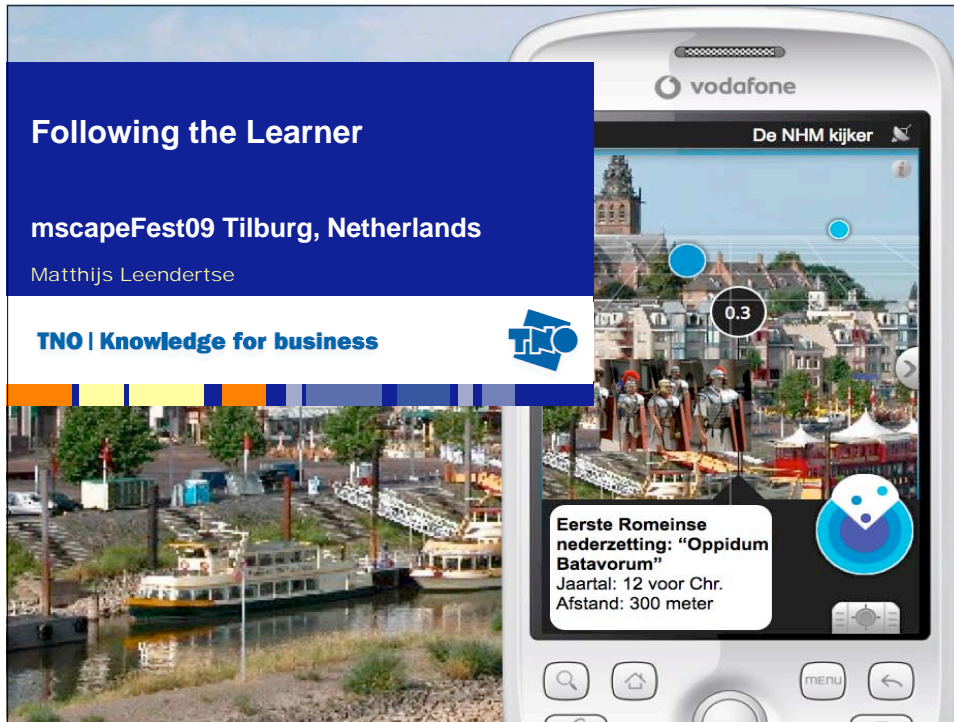 Following the Learner
mscapeFest09 Tilburg, Netherlands
Matthijs Leendertse
TNO | Knowledge for business
TNO
vodafone
De NHM kijker
i
0.3
Eerste Romeinse
nederzetting: “Oppidum
Batavorum”
Jaartal: 12 voor Chr.
Afstand: 300 meter
MENU